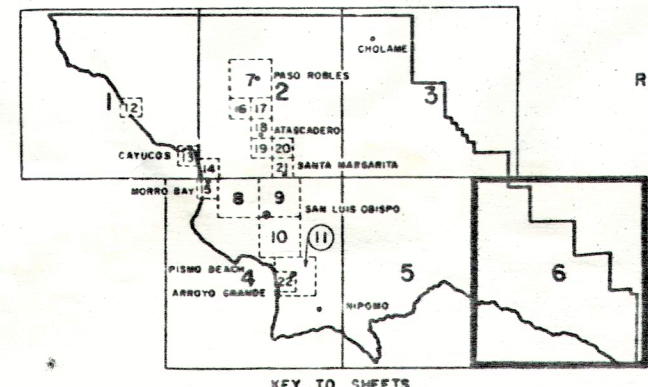 CHOLAME
R
7 PASO ROBLES
2
1
3
12
16 17
18
ATASCADERO
19 20
CAYUCOS 13
14
21 SANTA MARGARITA
MORRO BAY 15
8
9
SAN LUIS OBISPO
10
11
PISMO BEACH
4
5
6
22
ARROYO GRANDE
NIPOMO
KEY TO SHEETS